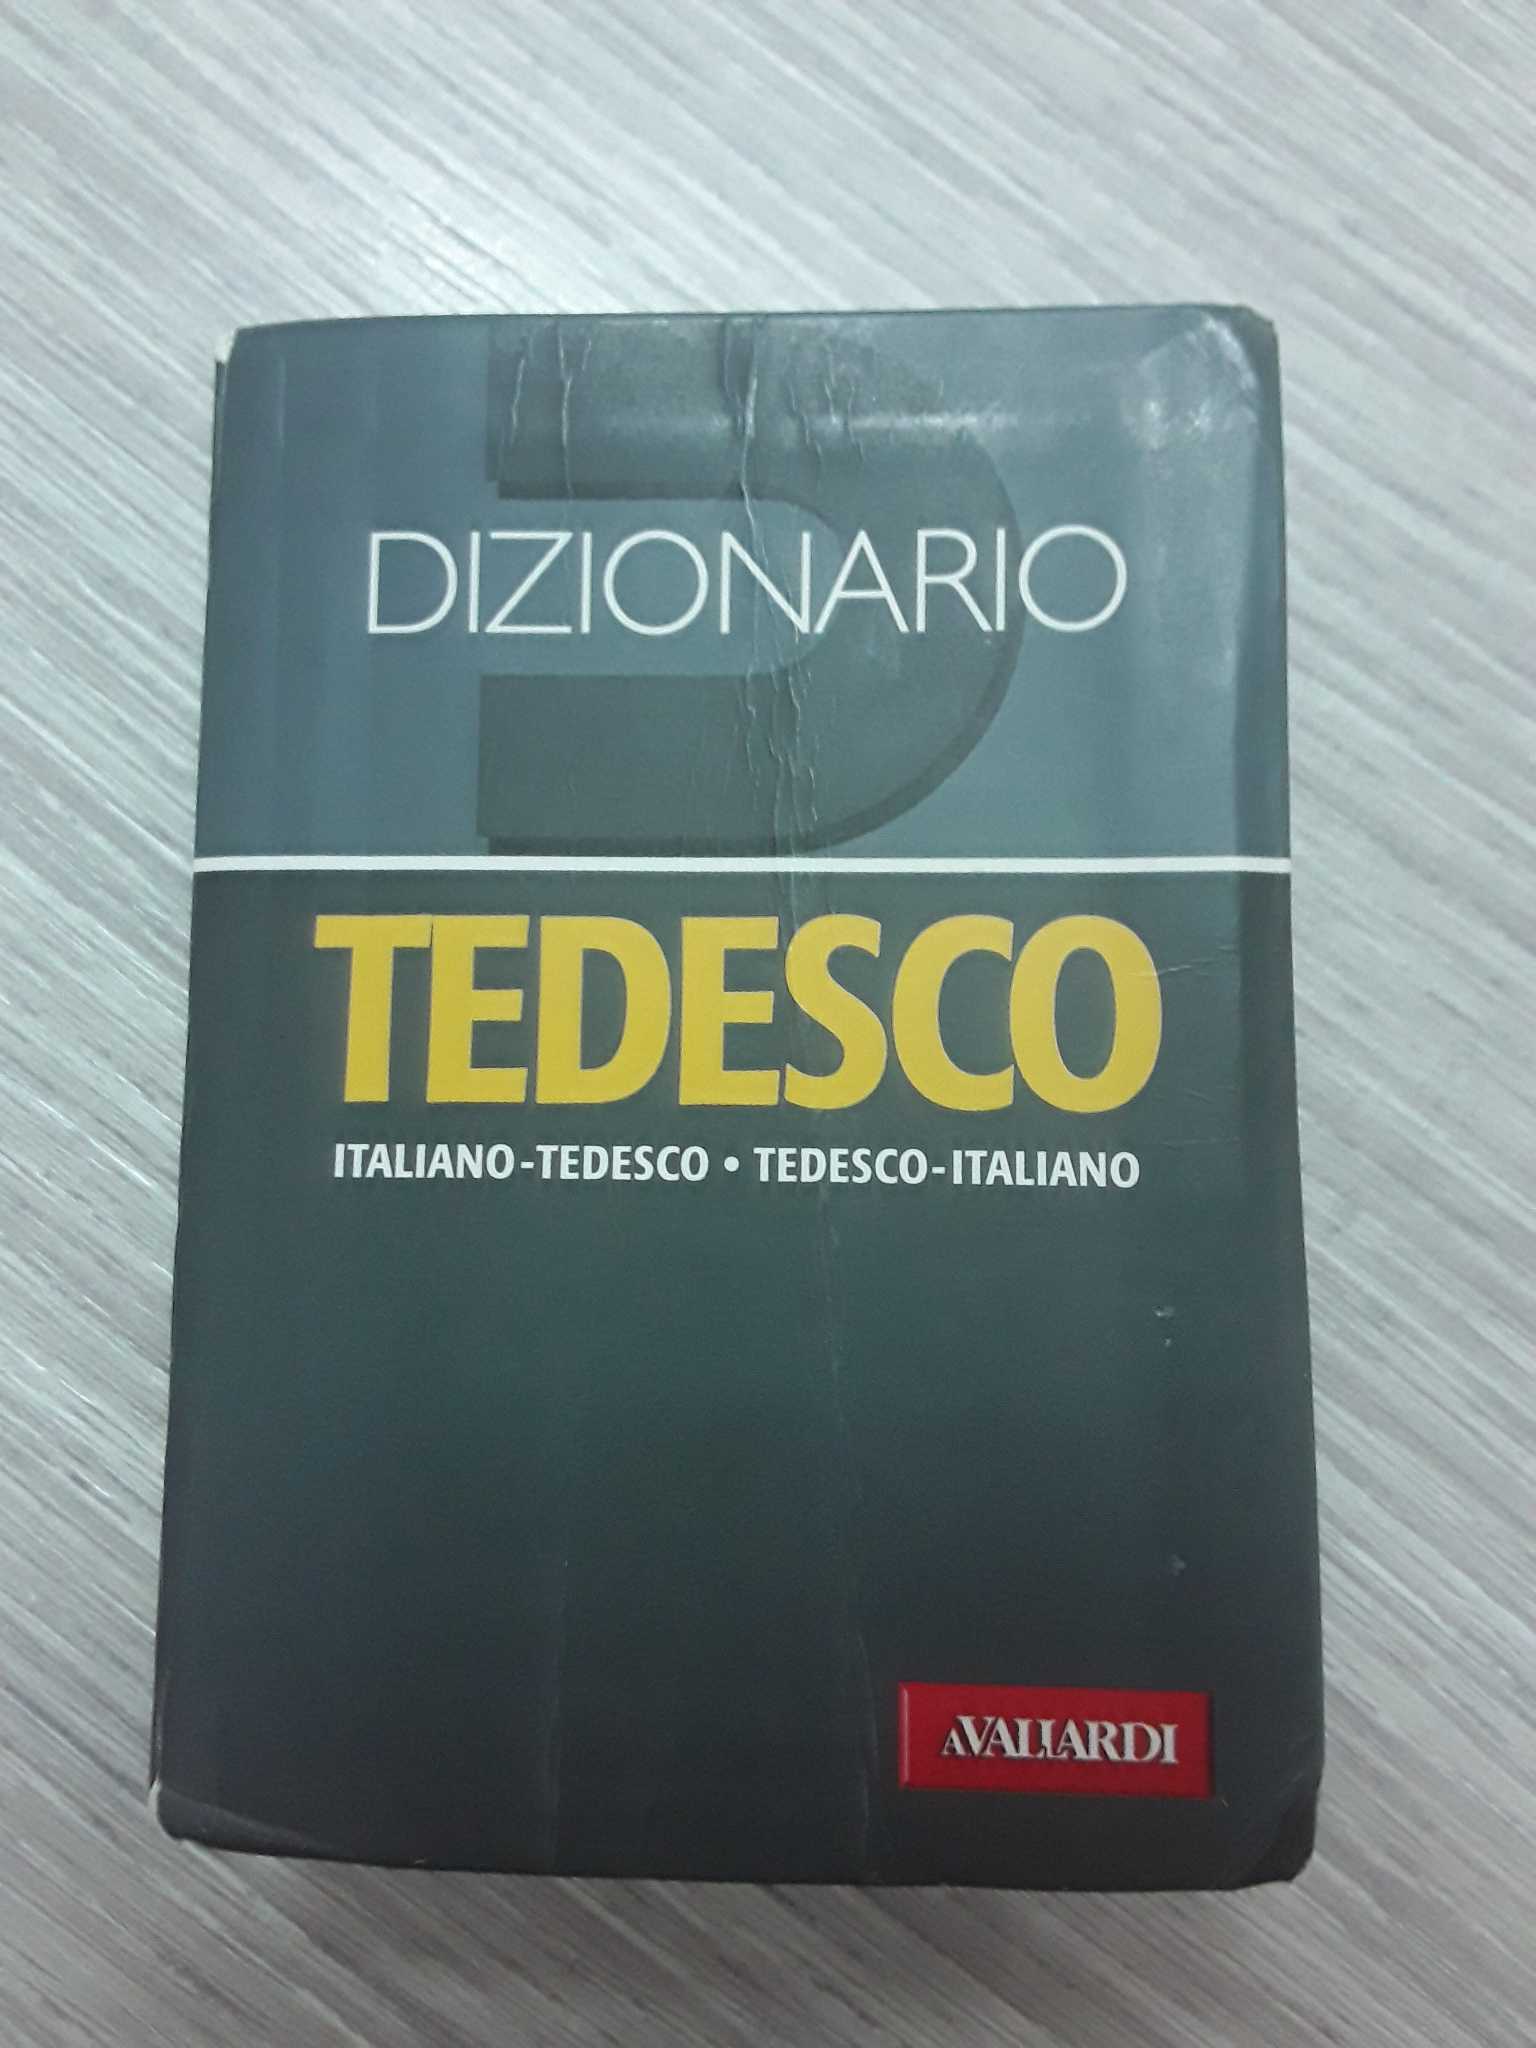 DIZIONARIO
TEDESCO
ITALIANO-TEDESCO • TEDESCO-ITALIANO
AVALLARDI